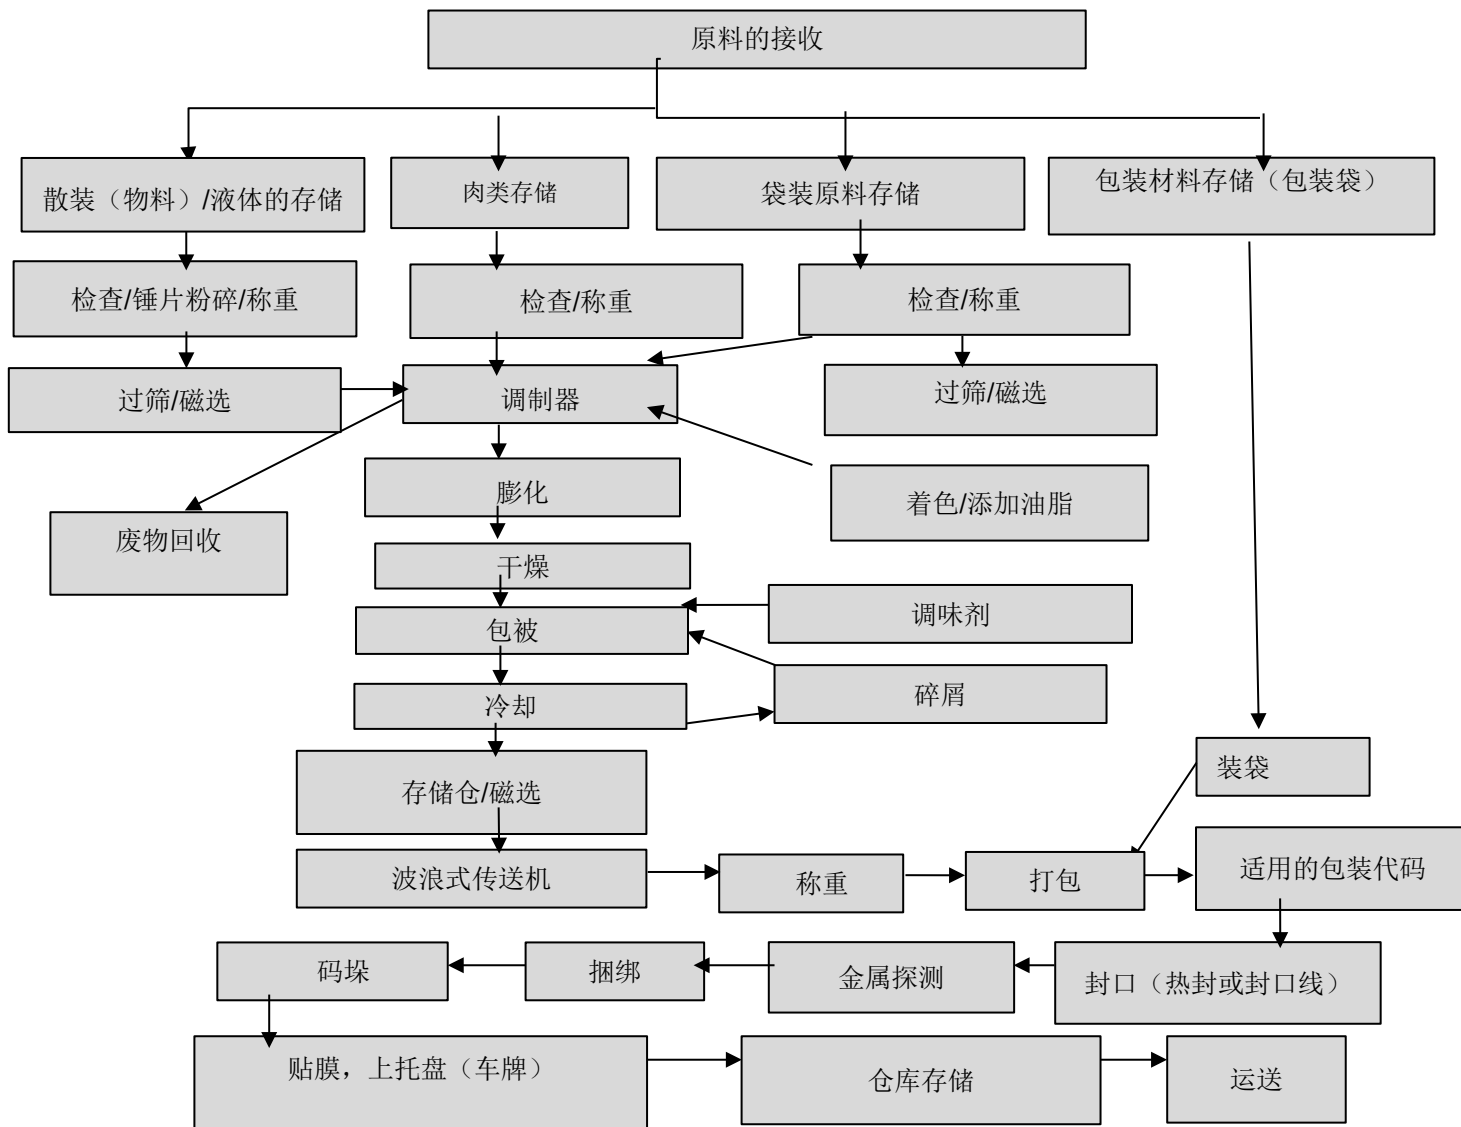 原料的接收
散装（物料）/液体的存储
肉类存储
袋装原料存储
包装材料存储（包装袋）
检查/锤片粉碎/称重
检查/称重
检查/称重
过筛/磁选
调制器
过筛/磁选
膨化
着色/添加油脂
废物回收
干燥
调味剂
包被
碎屑
冷却
装袋
存储仓/磁选
波浪式传送机
称重
打包
适用的包装代码
码垛
捆绑
金属探测
封口（热封或封口线）
贴膜，上托盘（车牌）
仓库存储
运送